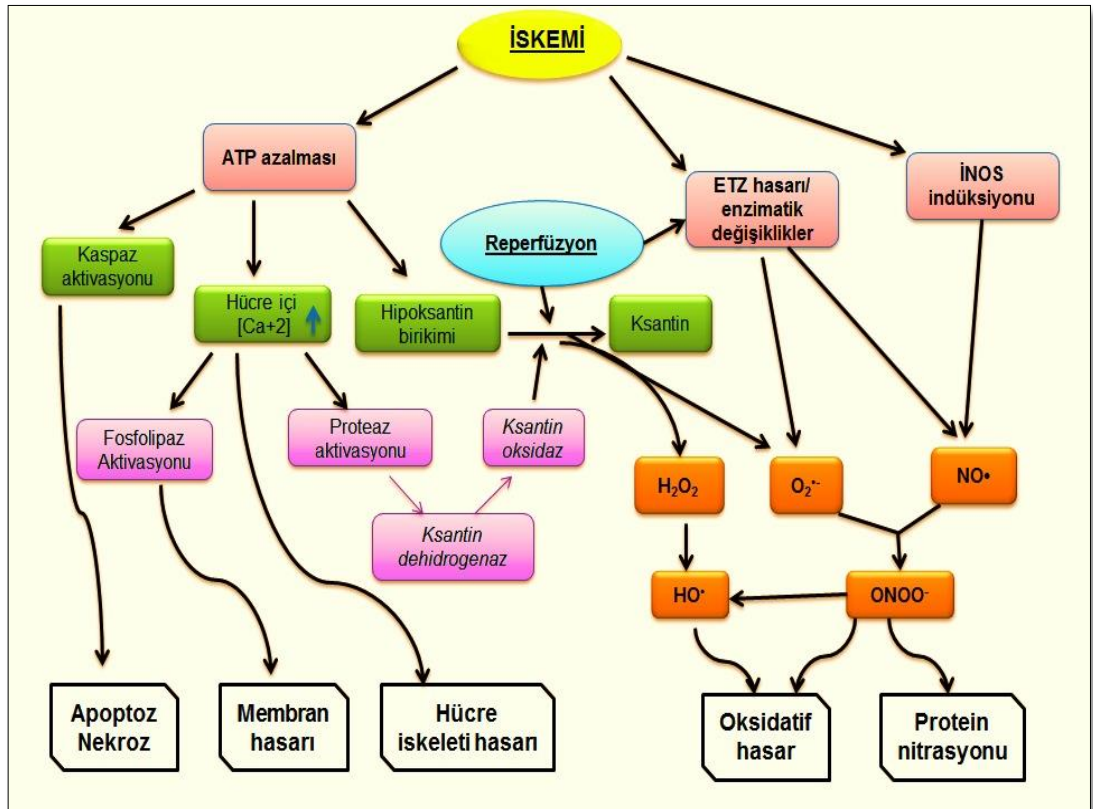 İSKEMİ
ATP azalması
ETZ hasarı/
enzimatik
değişiklikler
İNOS
indüksiyonu
Reperfüzyon
Kaspaz
aktivasyonu
Hücre içi
[Ca+2]
Hipoksantin
birikimi
Ksantin
Fosfolipaz
Aktivasyonu
Proteaz
aktivasyonu
Ksantin
oksidaz
Ksantin
dehidrogenaz
H₂O₂
O₂•-
NO•
HO•
ONOO-
Apoptoz
Nekroz
Membran
hasarı
Hücre
iskeleti hasarı
Oksidatif
hasar
Protein
nitrasyonu